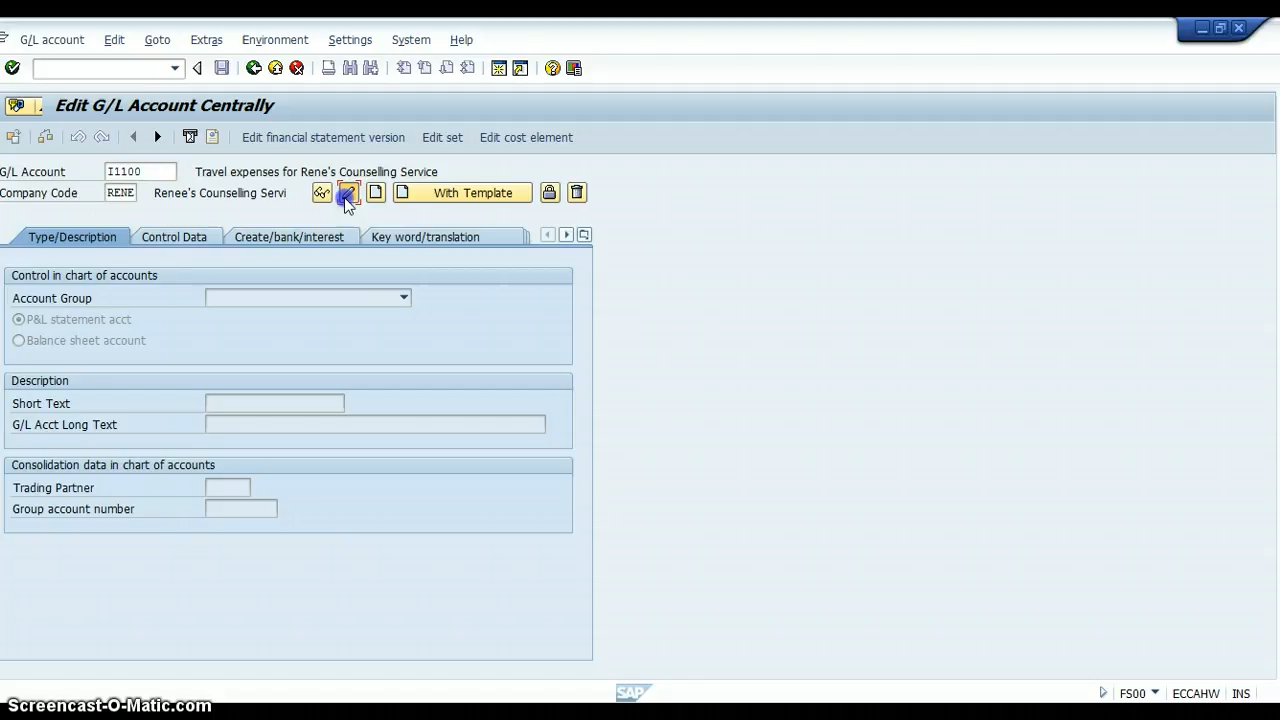 G/L account Edit Goto Extras Environment Settings System Help
Edit G/L Account Centrally
Edit financial statement version Edit set Edit cost element
G/L Account I1100 Travel expenses for Rene's Counselling Service
Company Code RENE Renee's Counselling Servi With Template
Type/Description Control Data Create/bank/interest Key word/translation
Control in chart of accounts
Account Group
P&L statement acct
Balance sheet account
Description
Short Text
G/L Acct Long Text
Consolidation data in chart of accounts
Trading Partner
Group account number
SAP FS00 ECCAHW INS
Screencast-O-Matic.com